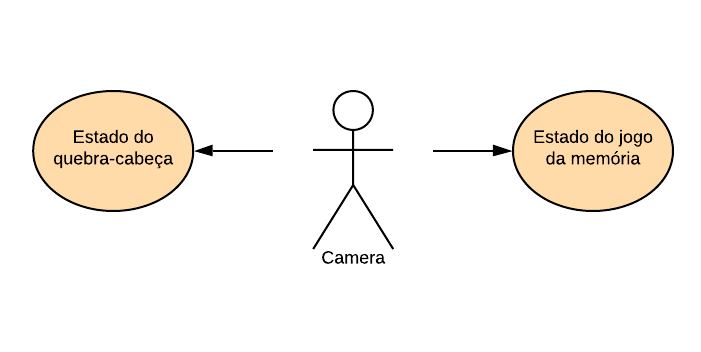 Estado do
quebra-cabeça
Estado do jogo
da memória
Camera